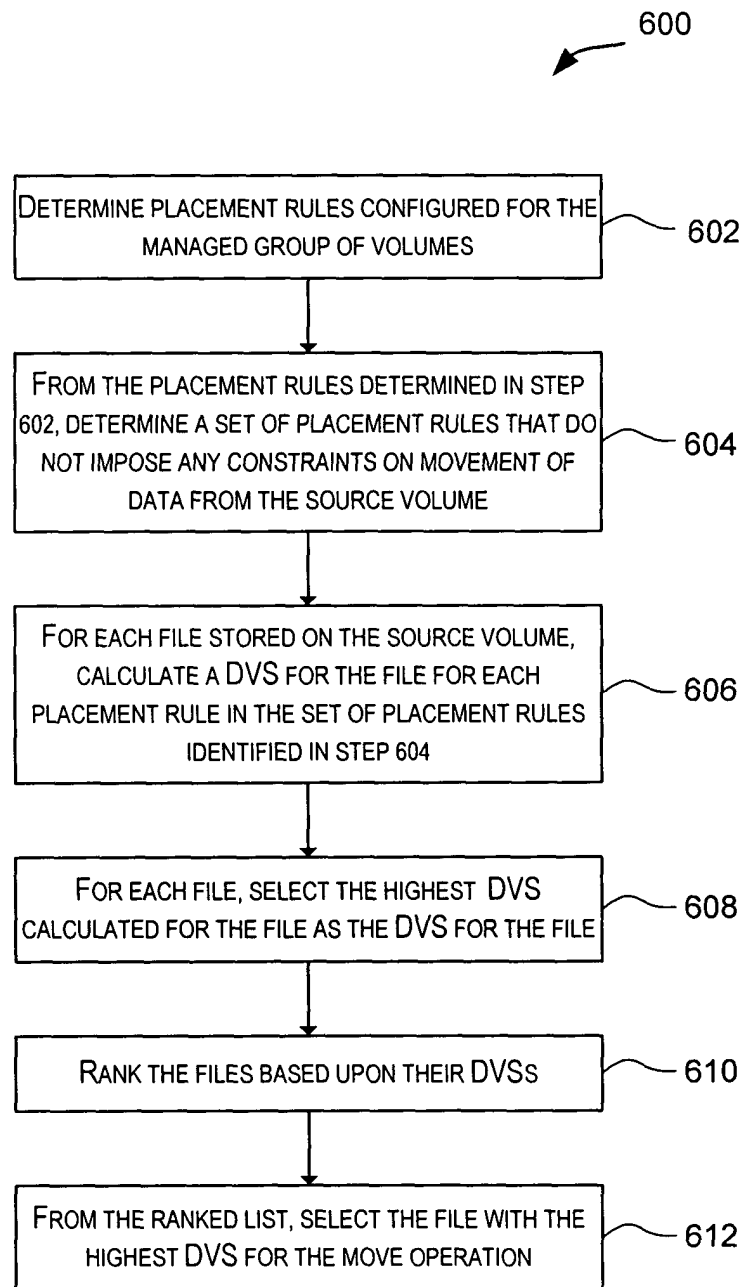 600
DETERMINE PLACEMENT RULES CONFIGURED FOR THE
MANAGED GROUP OF VOLUMES
602
FROM THE PLACEMENT RULES DETERMINED IN STEP
602, DETERMINE A SET OF PLACEMENT RULES THAT DO
NOT IMPOSE ANY CONSTRAINTS ON MOVEMENT OF
DATA FROM THE SOURCE VOLUME
604
FOR EACH FILE STORED ON THE SOURCE VOLUME,
CALCULATE A DVS FOR THE FILE FOR EACH
PLACEMENT RULE IN THE SET OF PLACEMENT RULES
IDENTIFIED IN STEP 604
606
FOR EACH FILE, SELECT THE HIGHEST DVS
CALCULATED FOR THE FILE AS THE DVS FOR THE FILE
608
RANK THE FILES BASED UPON THEIR DVSS
610
FROM THE RANKED LIST, SELECT THE FILE WITH THE
HIGHEST DVS FOR THE MOVE OPERATION
612